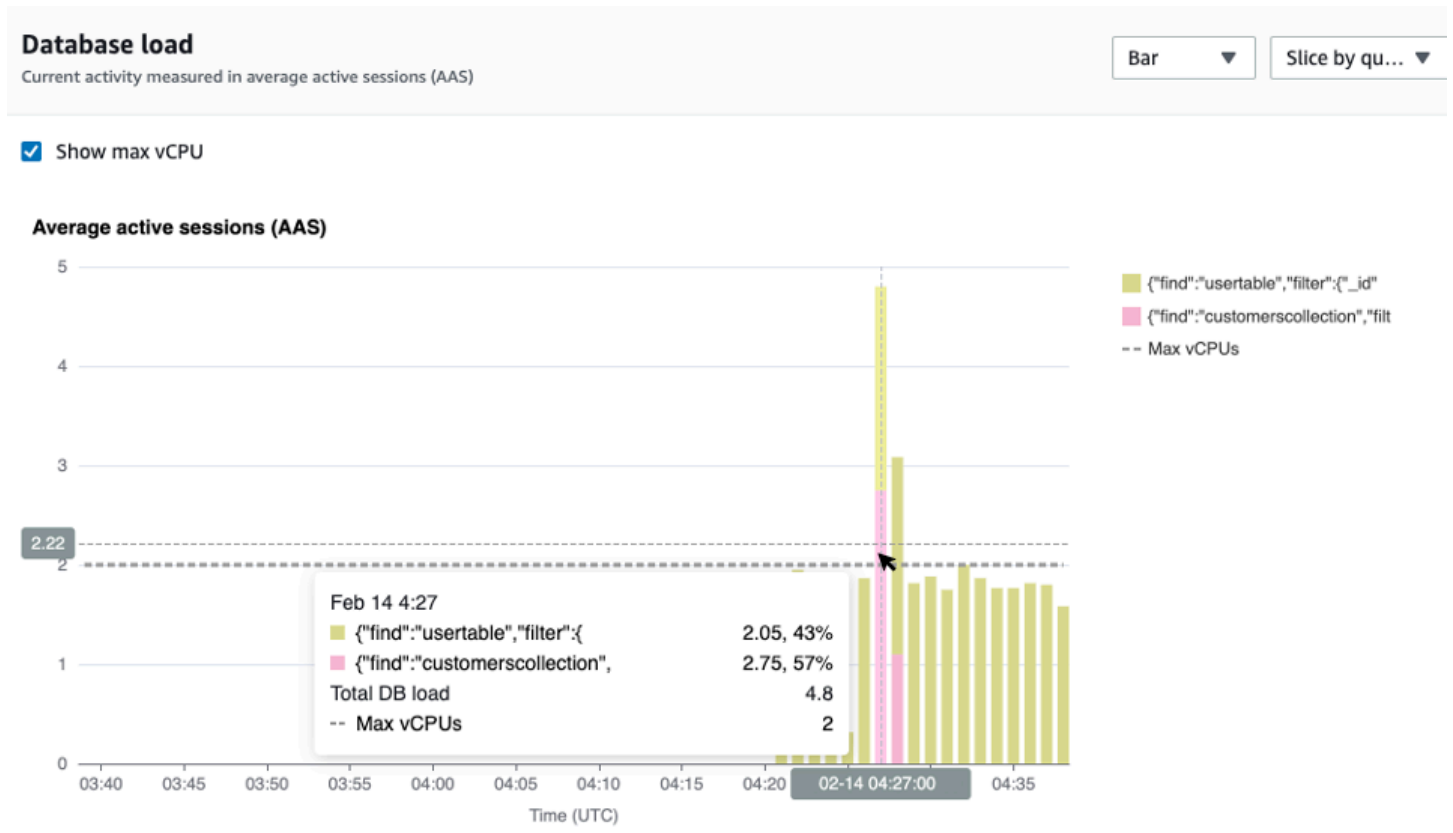 Database load
Current activity measured in average active sessions (AAS)
Bar
Slice by qu...
Show max vCPU
Average active sessions (AAS)
5
4
3
2.22
2
1
0
{"find":"usertable","filter":{"_id"
{"find":"customerscollection","filt
Max vCPUs
Feb 14 4:27
{"find":"usertable","filter":{ 2.05, 43%
{"find":"customerscollection", 2.75, 57%
Total DB load 4.8
Max vCPUs 2
03:40 03:45 03:50 03:55 04:00 04:05 04:10 04:15 04:20 02-14 04:27:00 04:35
Time (UTC)